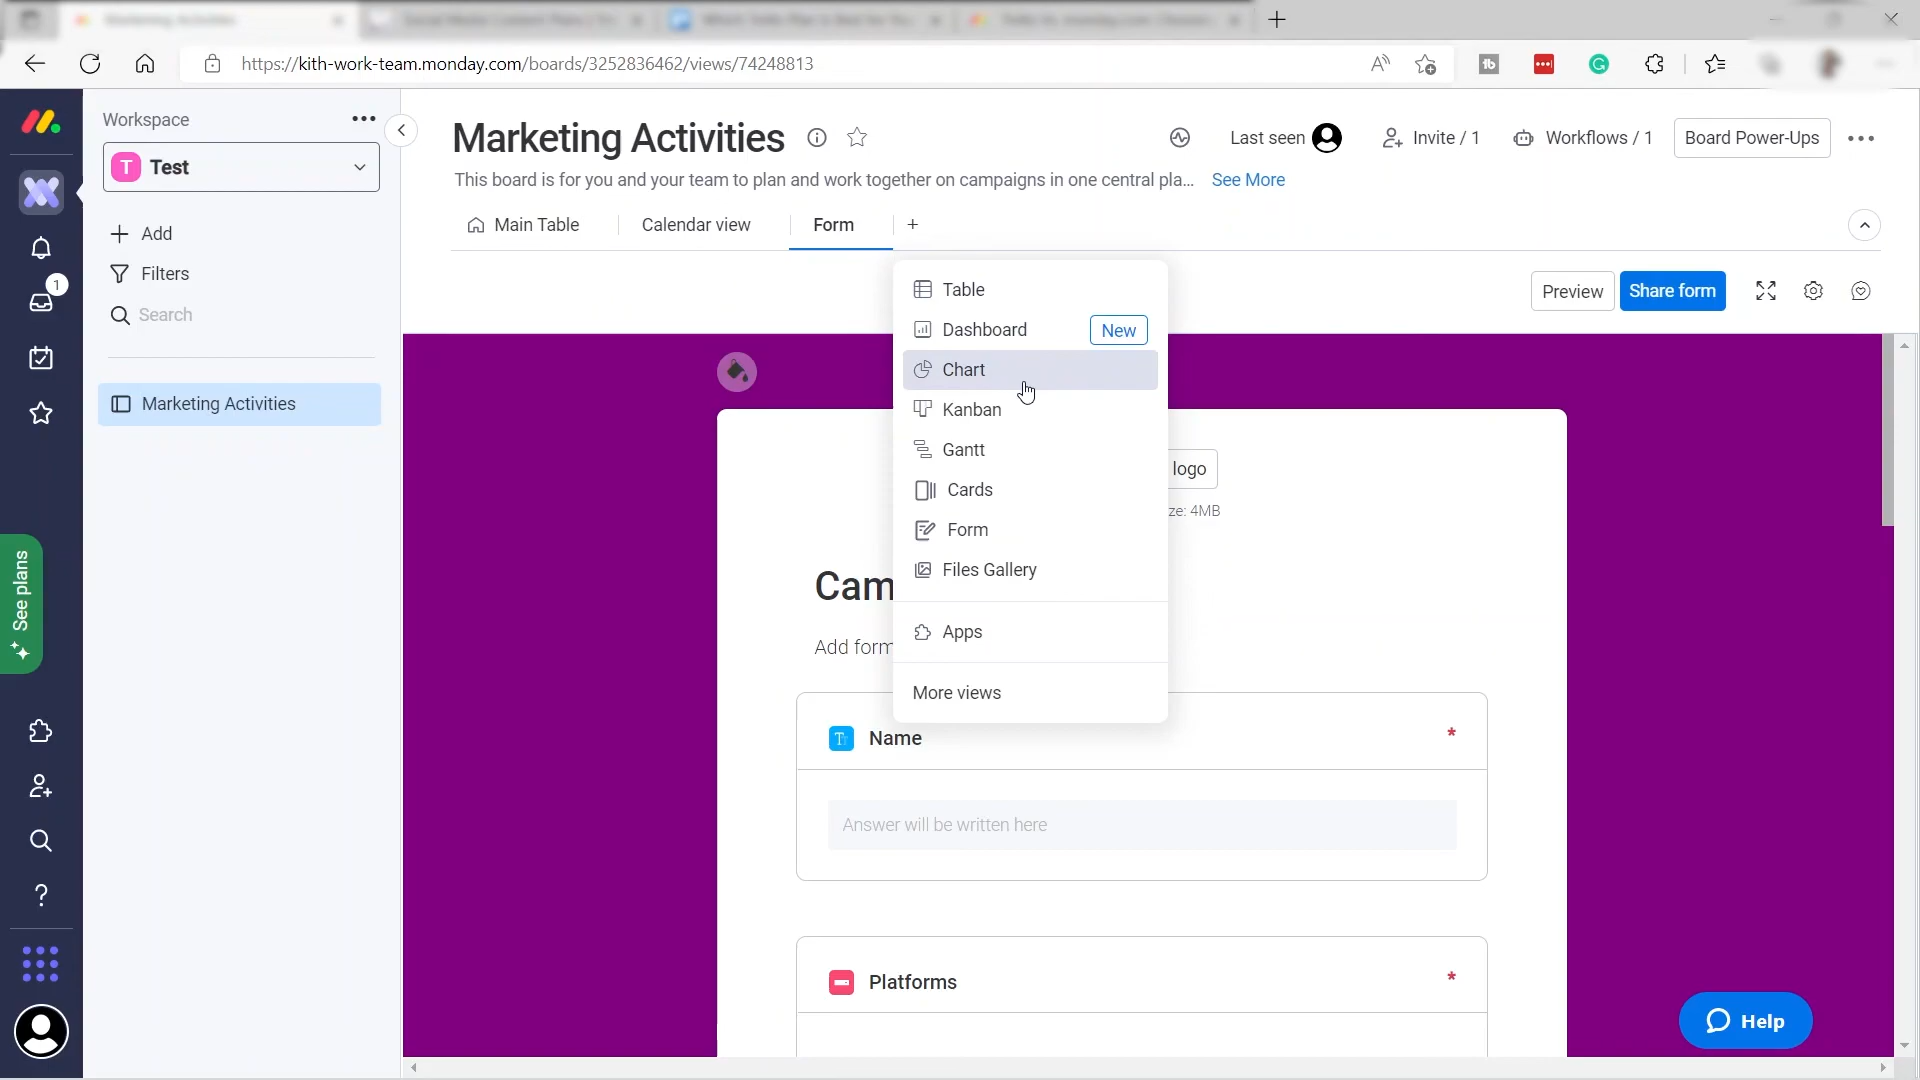 https://kith-work-team.monday.com/boards/3252836462/views/74248813
Workspace
T Test
Add
Filters
Search
Marketing Activities
1
See plans
Marketing Activities
Last seen
Invite / 1
Workflows / 1
Board Power-Ups
This board is for you and your team to plan and work together on campaigns in one central pla... See More
Main Table
Calendar view
Form
Preview
Share form
Table
Dashboard New
Chart
Kanban
Gantt
Cards
Form
Files Gallery
Apps
More views
logo
ze: 4MB
Cam
Add form
Name *
Answer will be written here
Platforms *
Help